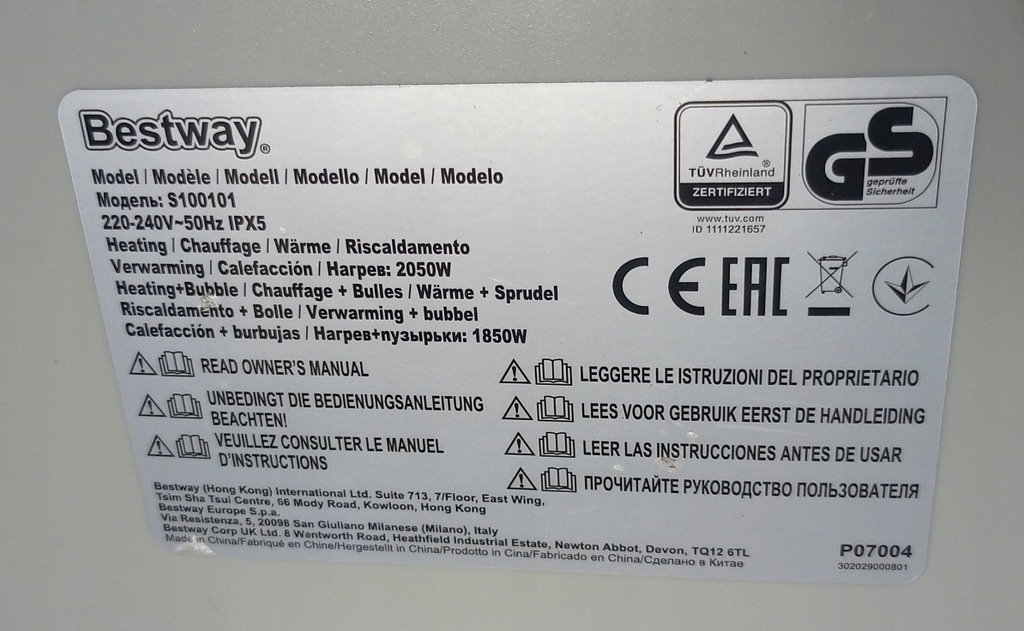 Bestway®
Model / Modèle / Modell / Modello / Model / Modelo
Модель: S100101
220-240V~50Hz IPX5
Heating / Chauffage / Wärme / Riscaldamento
Verwarming / Calefacción / Нагрев: 2050W
Heating+Bubble / Chauffage + Bulles / Wärme + Sprudel
Riscaldamento + Bolle / Verwarming + bubbel
Calefacción + burbujas / Нагрев+пузырьки: 1850W
TÜVRheinland®
ZERTIFIZIERT
www.tuv.com
ID 1111221657
GS
geprüfte
Sicherheit
CE EAC
READ OWNER'S MANUAL
UNBEDINGT DIE BEDIENUNGSANLEITUNG
BEACHTEN!
VEUILLEZ CONSULTER LE MANUEL
D'INSTRUCTIONS
LEGGERE LE ISTRUZIONI DEL PROPRIETARIO
LEES VOOR GEBRUIK EERST DE HANDLEIDING
LEER LAS INSTRUCCIONES ANTES DE USAR
ПРОЧИТАЙТЕ РУКОВОДСТВО ПОЛЬЗОВАТЕЛЯ
Bestway (Hong Kong) International Ltd. Suite 713, 7/Floor, East Wing,
Tsim Sha Tsui Centre, 56 Mody Road, Kowloon, Hong Kong
Bestway Europe S.p.a.
Via Resistenza, 5, 20098 San Giuliano Milanese (Milano), Italy
Bestway Corp UK Ltd. 8 Wentworth Road, Heathfield Industrial Estate, Newton Abbot, Devon, TQ12 6TL
Made in China/Fabriqué en Chine/Hergestellt in China/Prodotto in Cina/Fabricado en China/Сделано в Китае
P07004
302029000801